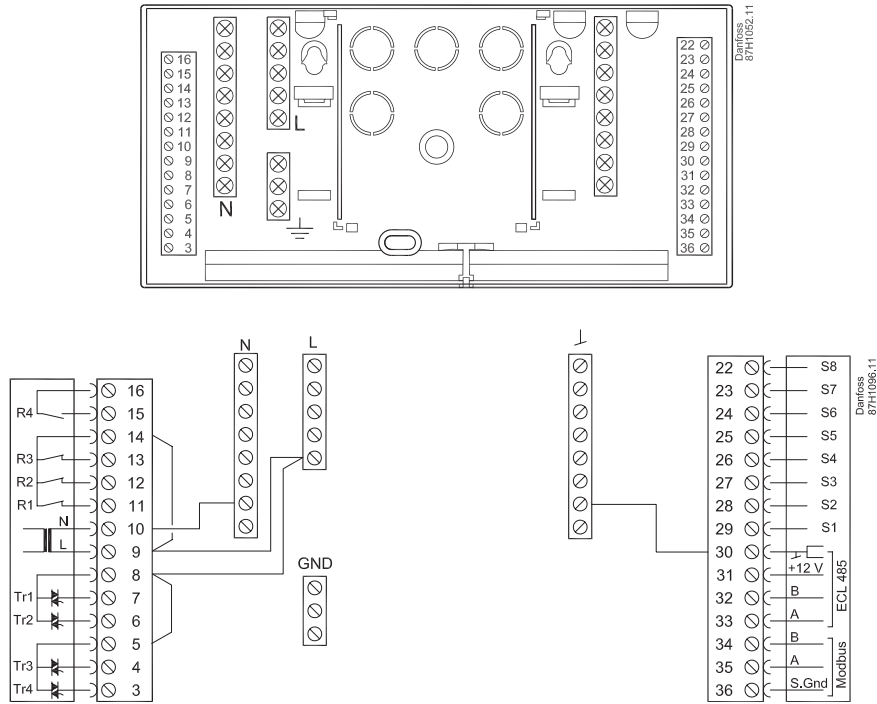 Danfoss
87H1052.11
16
15
14
13
12
11
10
9
8
7
6
5
4
3
N
L
22
23
24
25
26
27
28
29
30
31
32
33
34
35
36
N
L
GND
R4
R3
R2
R1
N
L
Tr1
Tr2
Tr3
Tr4
16
15
14
13
12
11
10
9
8
7
6
5
4
3
22 S8
23 S7
24 S6
25 S5
26 S4
27 S3
28 S2
29 S1
30
31 +12 V
32 B
33 A
34 B
35 A
36 S.Gnd
ECL 485
Modbus
Danfoss
87H1096.11